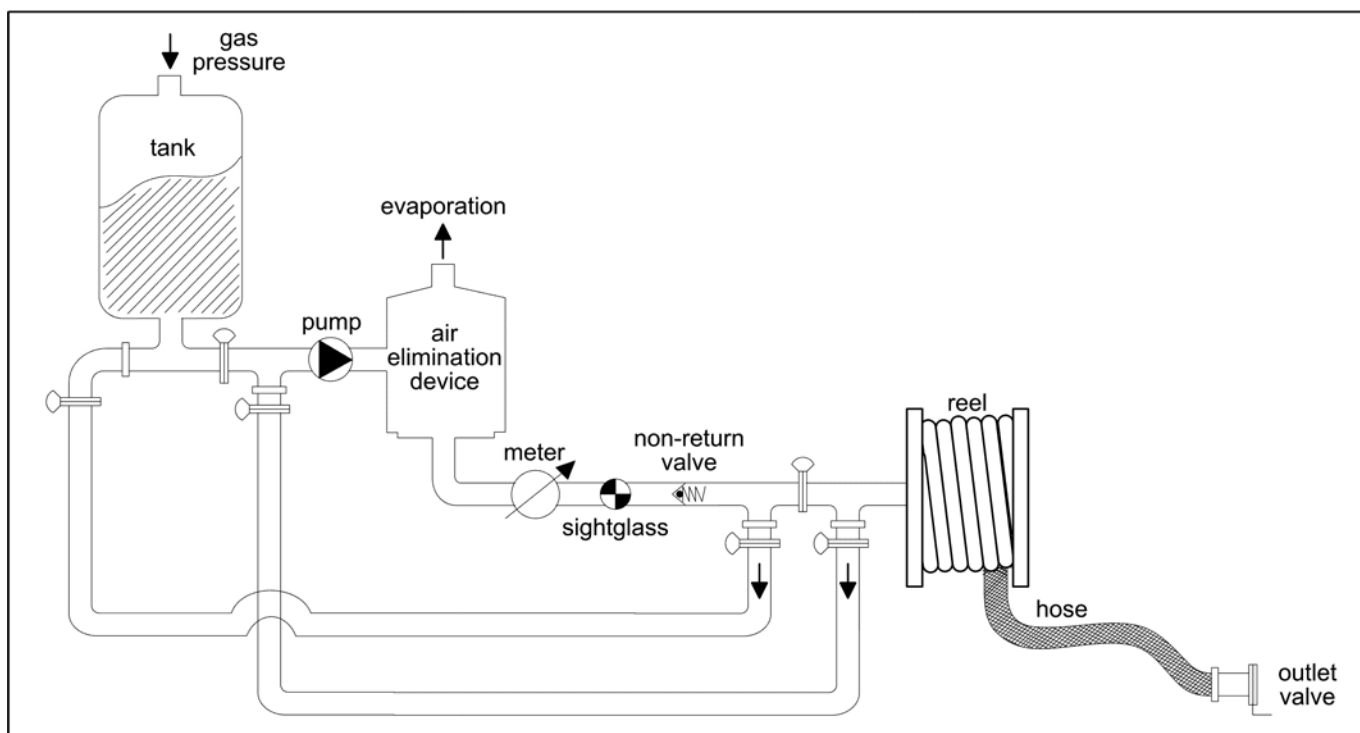 gas
pressure
tank
evaporation
pump
air
elimination
device
meter
sightglass
non-return
valve
reel
hose
outlet
valve